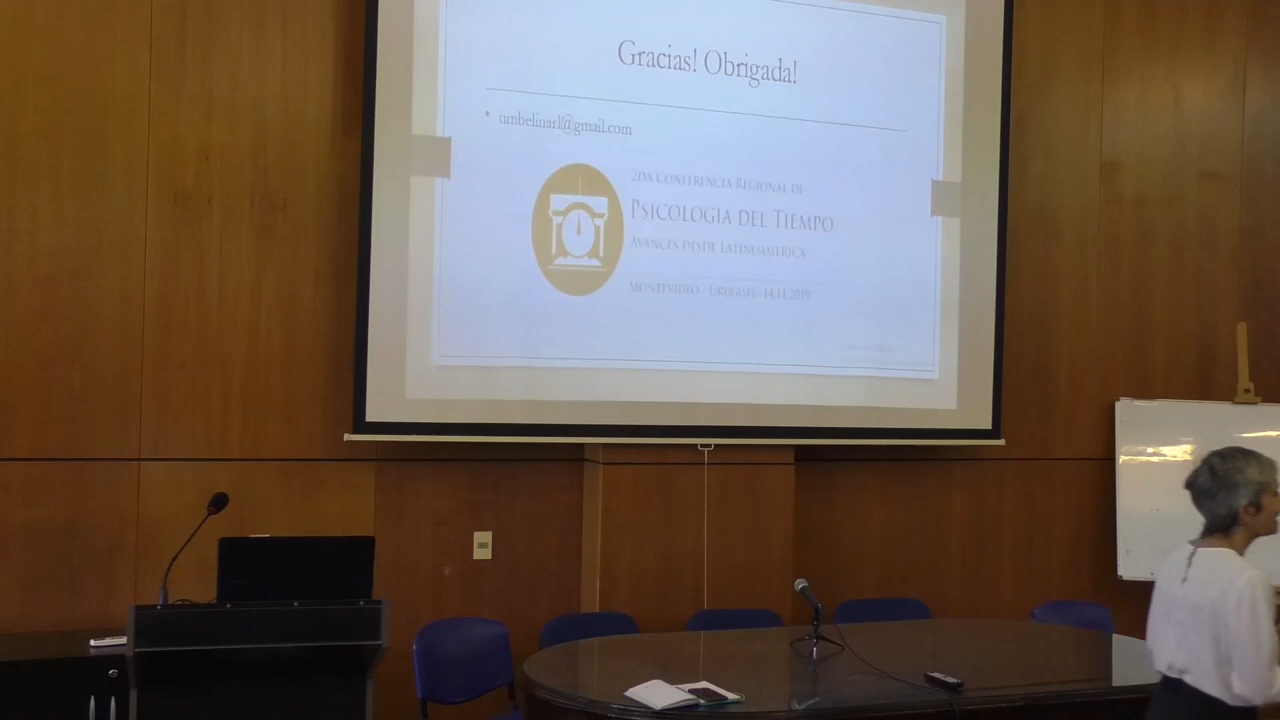 Gracias! Obrigada!
• umbelinarl@gmail.com
2DA CONFERENCIA REGIONAL DE
PSICOLOGIA DEL TIEMPO
AVANCES DESDE LATINOAMERICA
MONTEVIDEO - URUGUAY- 14.11.2019